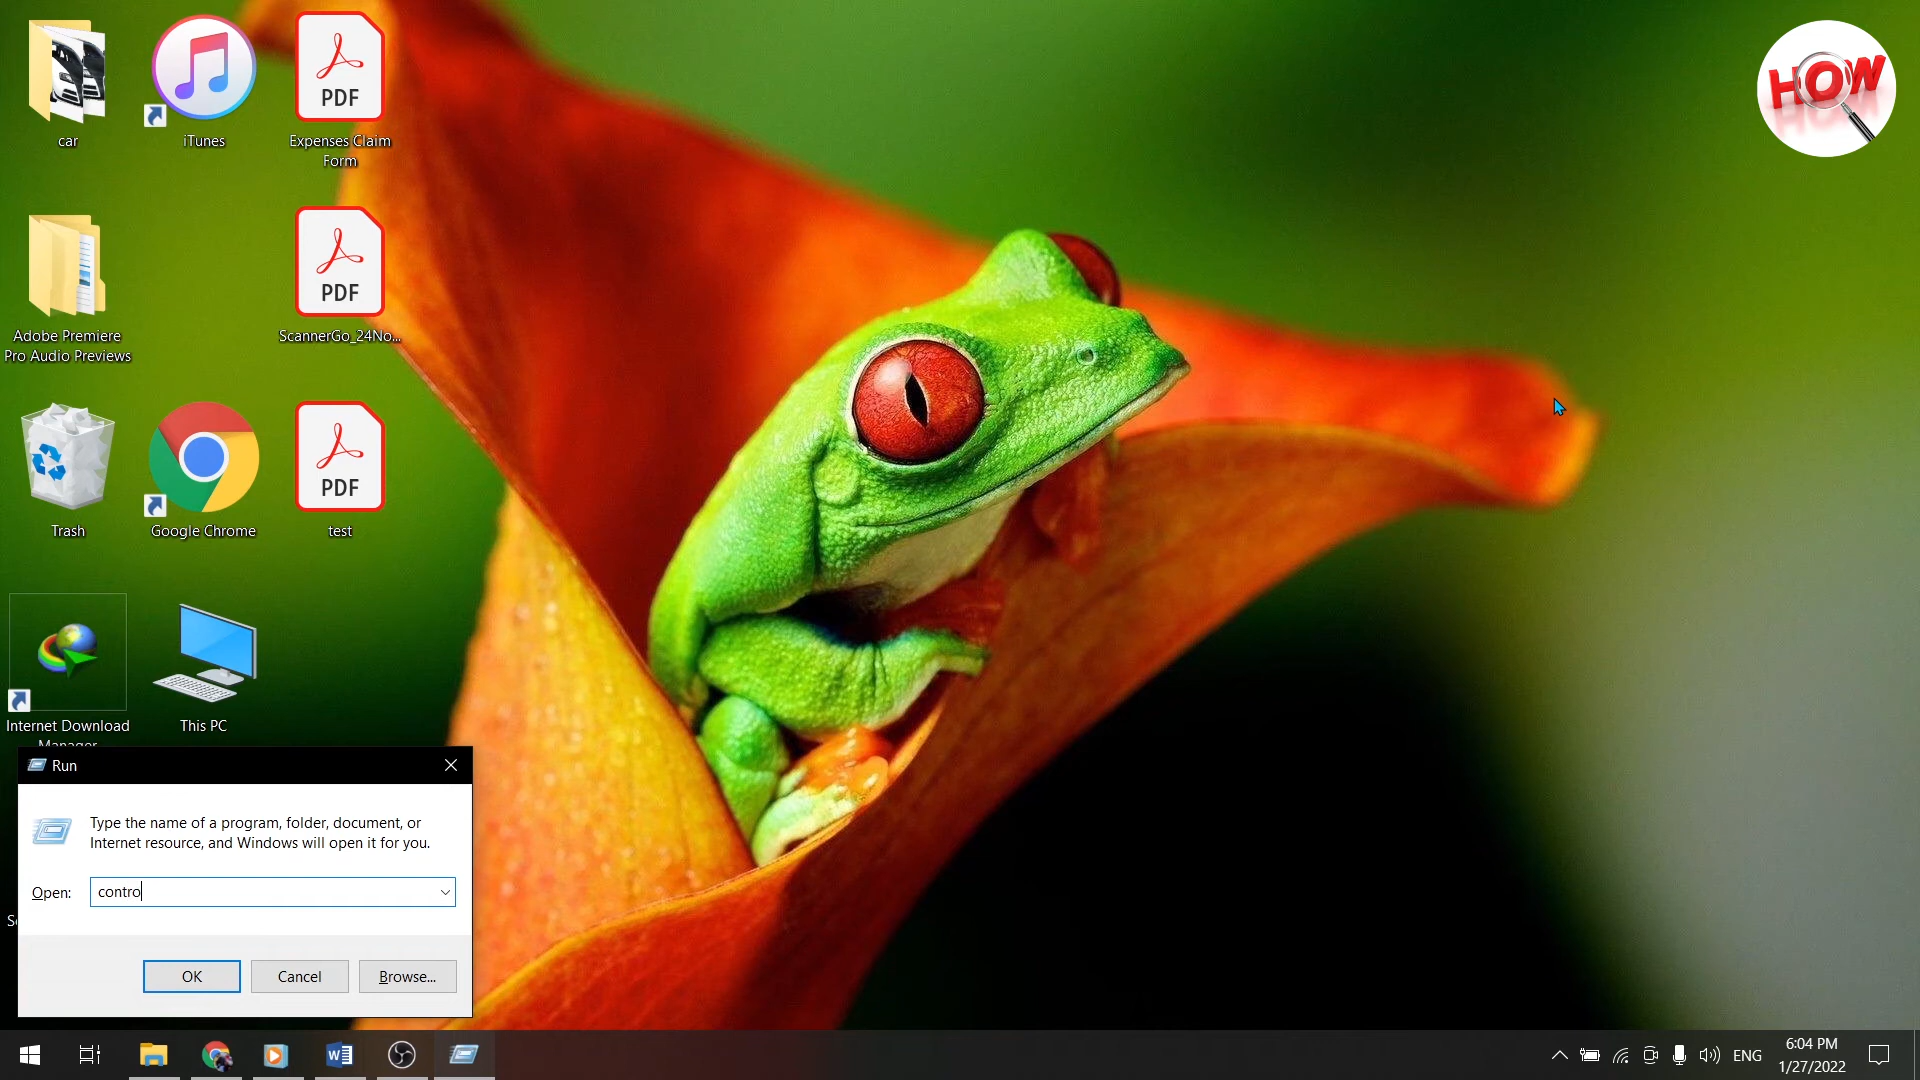 HOW
car
iTunes
PDF
Expenses Claim
Form
Adobe Premiere
Pro Audio Previews
PDF
ScannerGo_24No...
Trash
Google Chrome
PDF
test
Internet Download
Manager
This PC
Run
Type the name of a program, folder, document, or
Internet resource, and Windows will open it for you.
Open: contro
OK Cancel Browse...
ENG
6:04 PM
1/27/2022